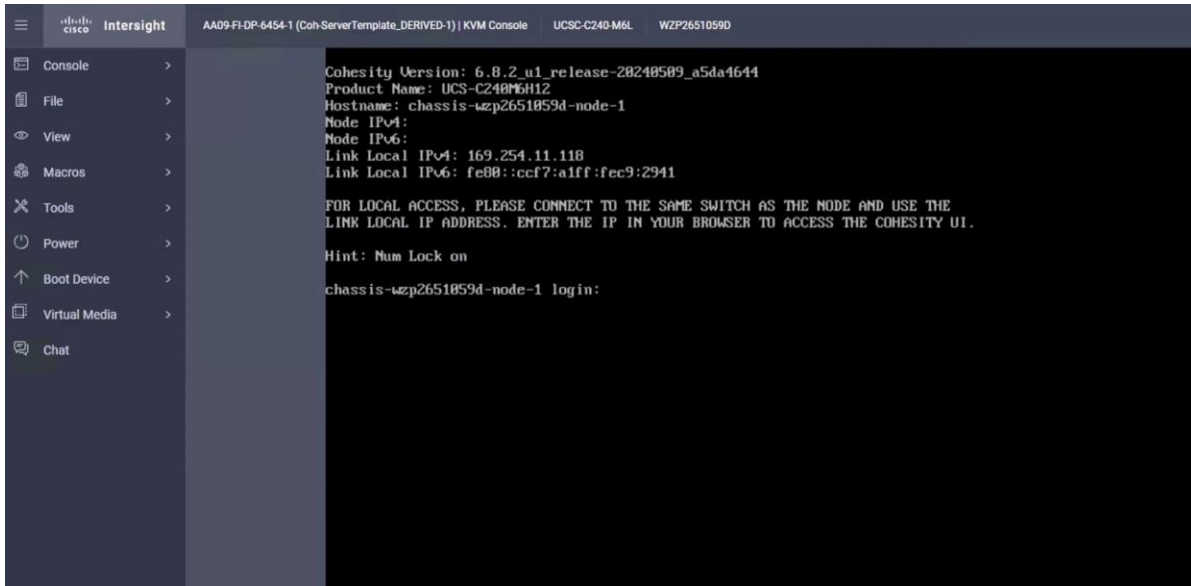 cisco Intersight
AA09-FI-DP-6454-1 (Coh-ServerTemplate_DERIVED-1) | KVM Console
UCSC-C240-M6L
WZP2651059D
Console
File
View
Macros
Tools
Power
Boot Device
Virtual Media
Chat
Cohesity Version: 6.8.2_u1_release-20240509_a5da4644
Product Name: UCS-C240M6H12
Hostname: chassis-wzp2651059d-node-1
Node IPv4:
Node IPv6:
Link Local IPv4: 169.254.11.118
Link Local IPv6: fe80::ccf7:a1ff:fec9:2941
FOR LOCAL ACCESS, PLEASE CONNECT TO THE SAME SWITCH AS THE NODE AND USE THE
LINK LOCAL IP ADDRESS. ENTER THE IP IN YOUR BROWSER TO ACCESS THE COHESITY UI.
Hint: Num Lock on
chassis-wzp2651059d-node-1 login: